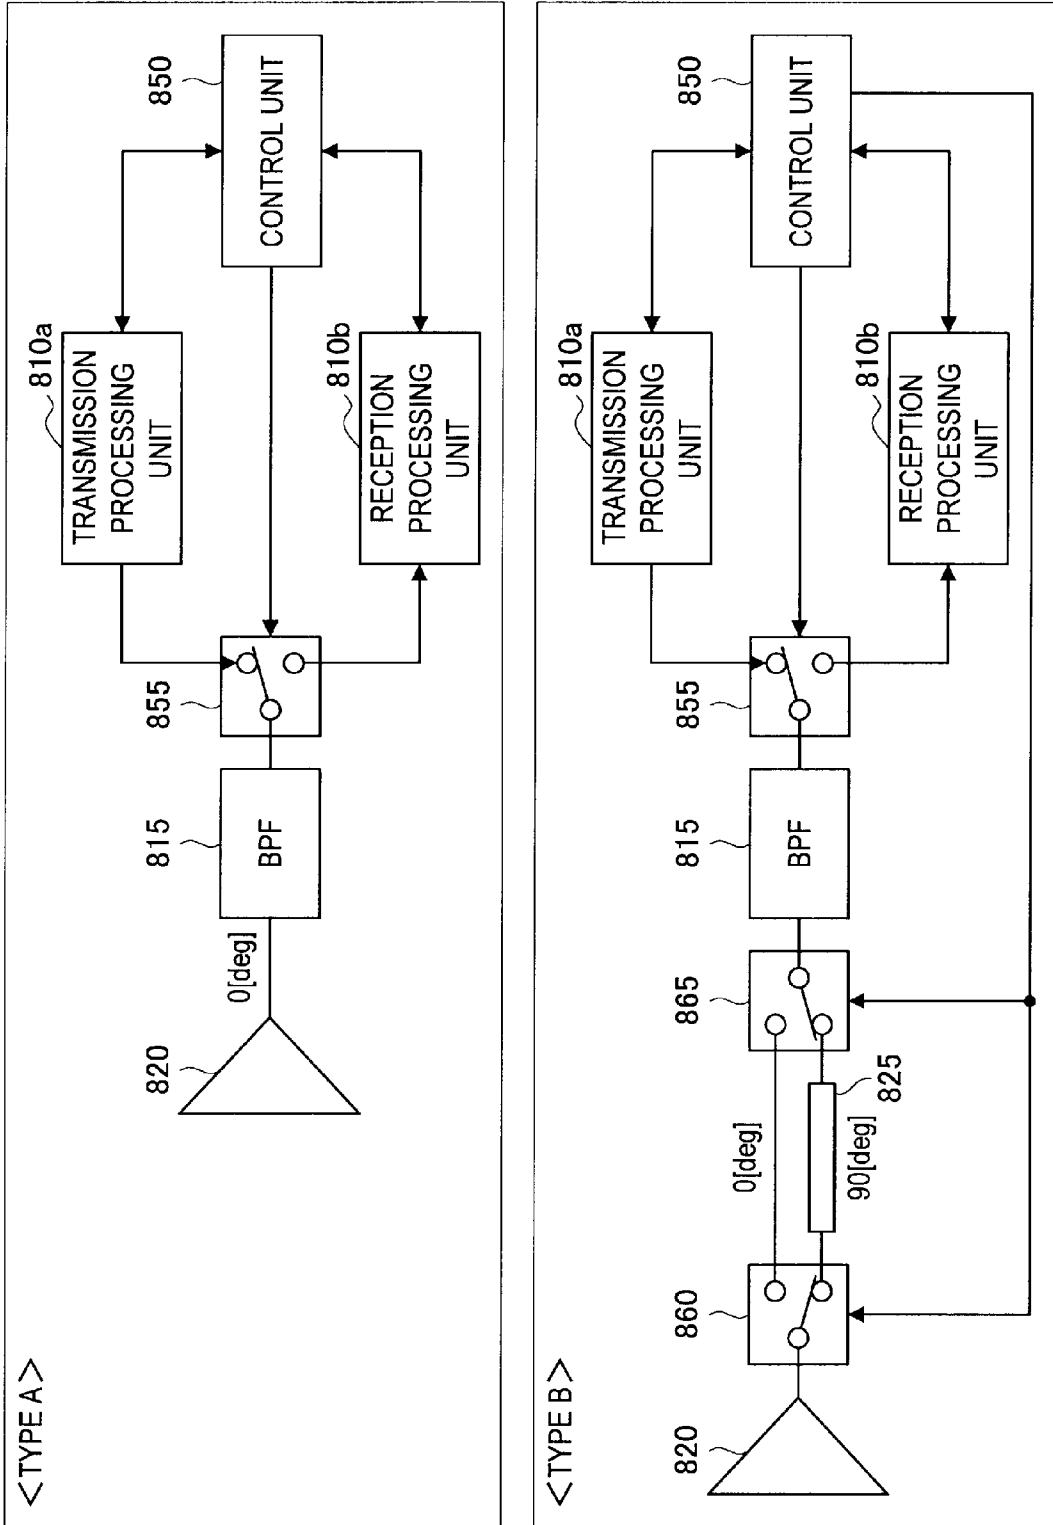 <TYPE A>
820
0[deg]
815
BPF
855
810a
TRANSMISSION
PROCESSING
UNIT
810b
RECEPTION
PROCESSING
UNIT
850
CONTROL UNIT
<TYPE B>
820
860
0[deg]
90[deg]
825
865
815
BPF
855
810a
TRANSMISSION
PROCESSING
UNIT
810b
RECEPTION
PROCESSING
UNIT
850
CONTROL UNIT